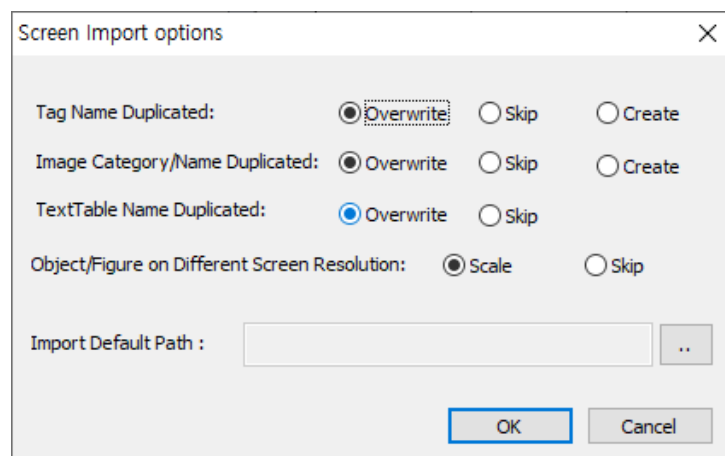 Screen Import options
Tag Name Duplicated: Overwrite Skip Create
Image Category/Name Duplicated: Overwrite Skip Create
TextTable Name Duplicated: Overwrite Skip
Object/Figure on Different Screen Resolution: Scale Skip
Import Default Path : ..
OK Cancel